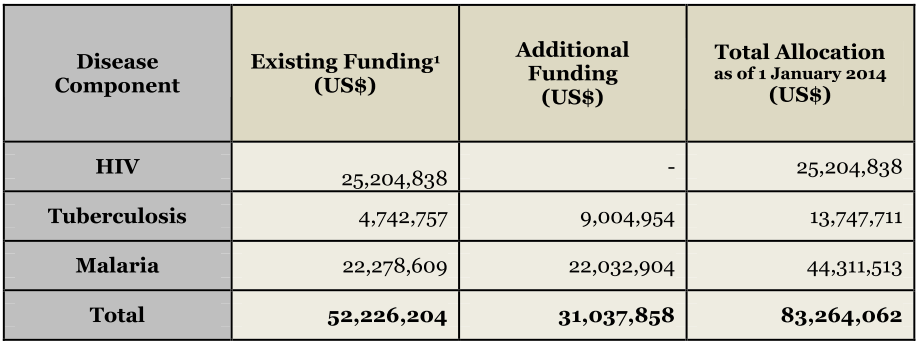 Disease Component Existing Funding¹ (US$) Additional Funding (US$) Total Allocation as of 1 January 2014 (US$)
HIV 25,204,838 - 25,204,838
Tuberculosis 4,742,757 9,004,954 13,747,711
Malaria 22,278,609 22,032,904 44,311,513
Total 52,226,204 31,037,858 83,264,062